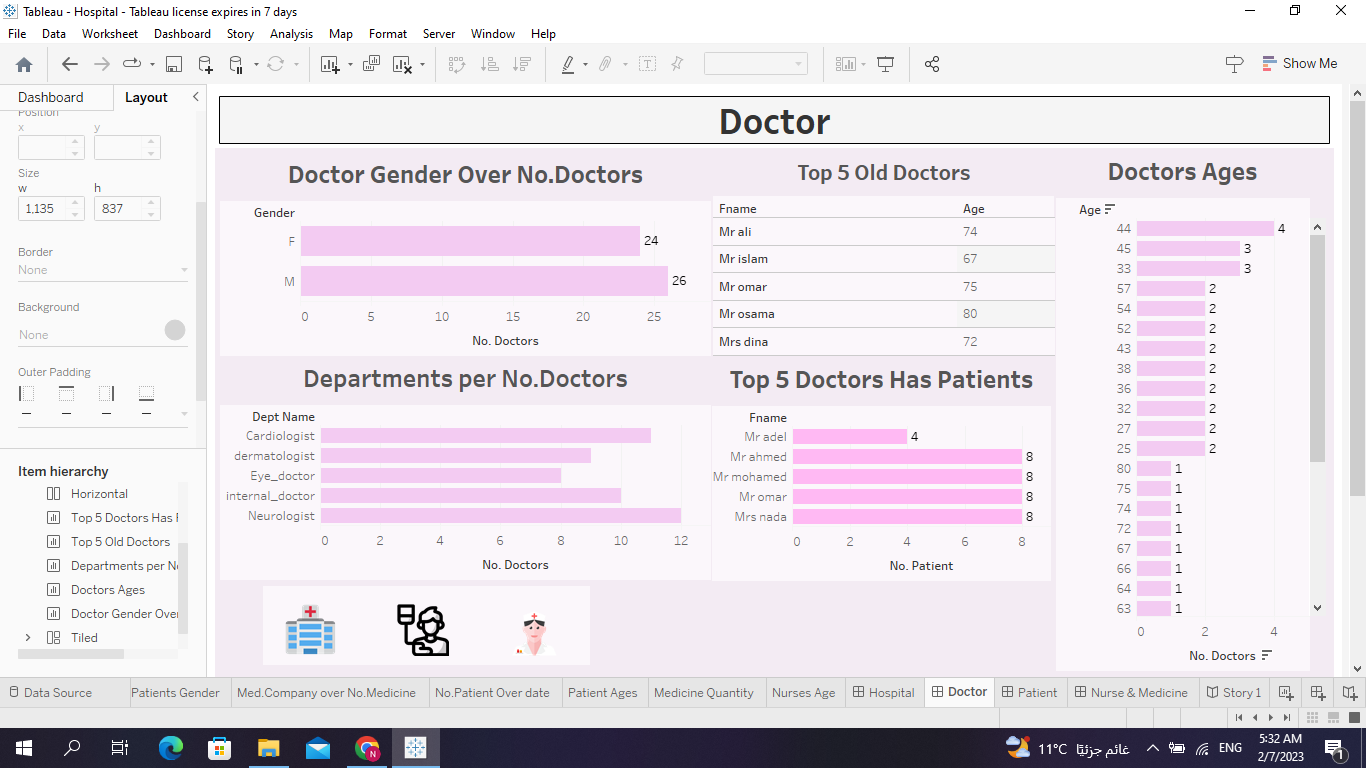 Tableau - Hospital - Tableau license expires in 7 days
File Data Worksheet Dashboard Story Analysis Map Format Server Window Help
Show Me
Dashboard Layout
Position
x y
Size
w h
1,135 837
Border
None
Background
None
Outer Padding
Item hierarchy
Horizontal
Top 5 Doctors Has
Top 5 Old Doctors
Departments per
Doctors Ages
Doctor Gender Over
Tiled
Doctor
Doctor Gender Over No.Doctors
Gender
F 24
M 26
0 5 10 15 20 25
No. Doctors
Top 5 Old Doctors
Fname Age
Mr ali 74
Mr islam 67
Mr omar 75
Mr osama 80
Mrs dina 72
Doctors Ages
Age
44 4
45 3
33 3
57 2
54 2
52 2
43 2
38 2
36 2
32 2
27 2
25 2
80 1
75 1
74 1
72 1
67 1
66 1
64 1
63 1
0 2 4
No. Doctors
Departments per No.Doctors
Dept Name
Cardiologist
dermatologist
Eye_doctor
internal_doctor
Neurologist
0 2 4 6 8 10 12
No. Doctors
Top 5 Doctors Has Patients
Fname
Mr adel 4
Mr ahmed 8
Mr mohamed 8
Mr omar 8
Mrs nada 8
0 2 4 6 8
No. Patient
Data Source Patients Gender Med.Company over No.Medicine No.Patient Over date Patient Ages Medicine Quantity Nurses Age Hospital Doctor Patient Nurse & Medicine Story 1
11°C غائم جزئيًا ENG 5:32 AM
2/7/2023
1